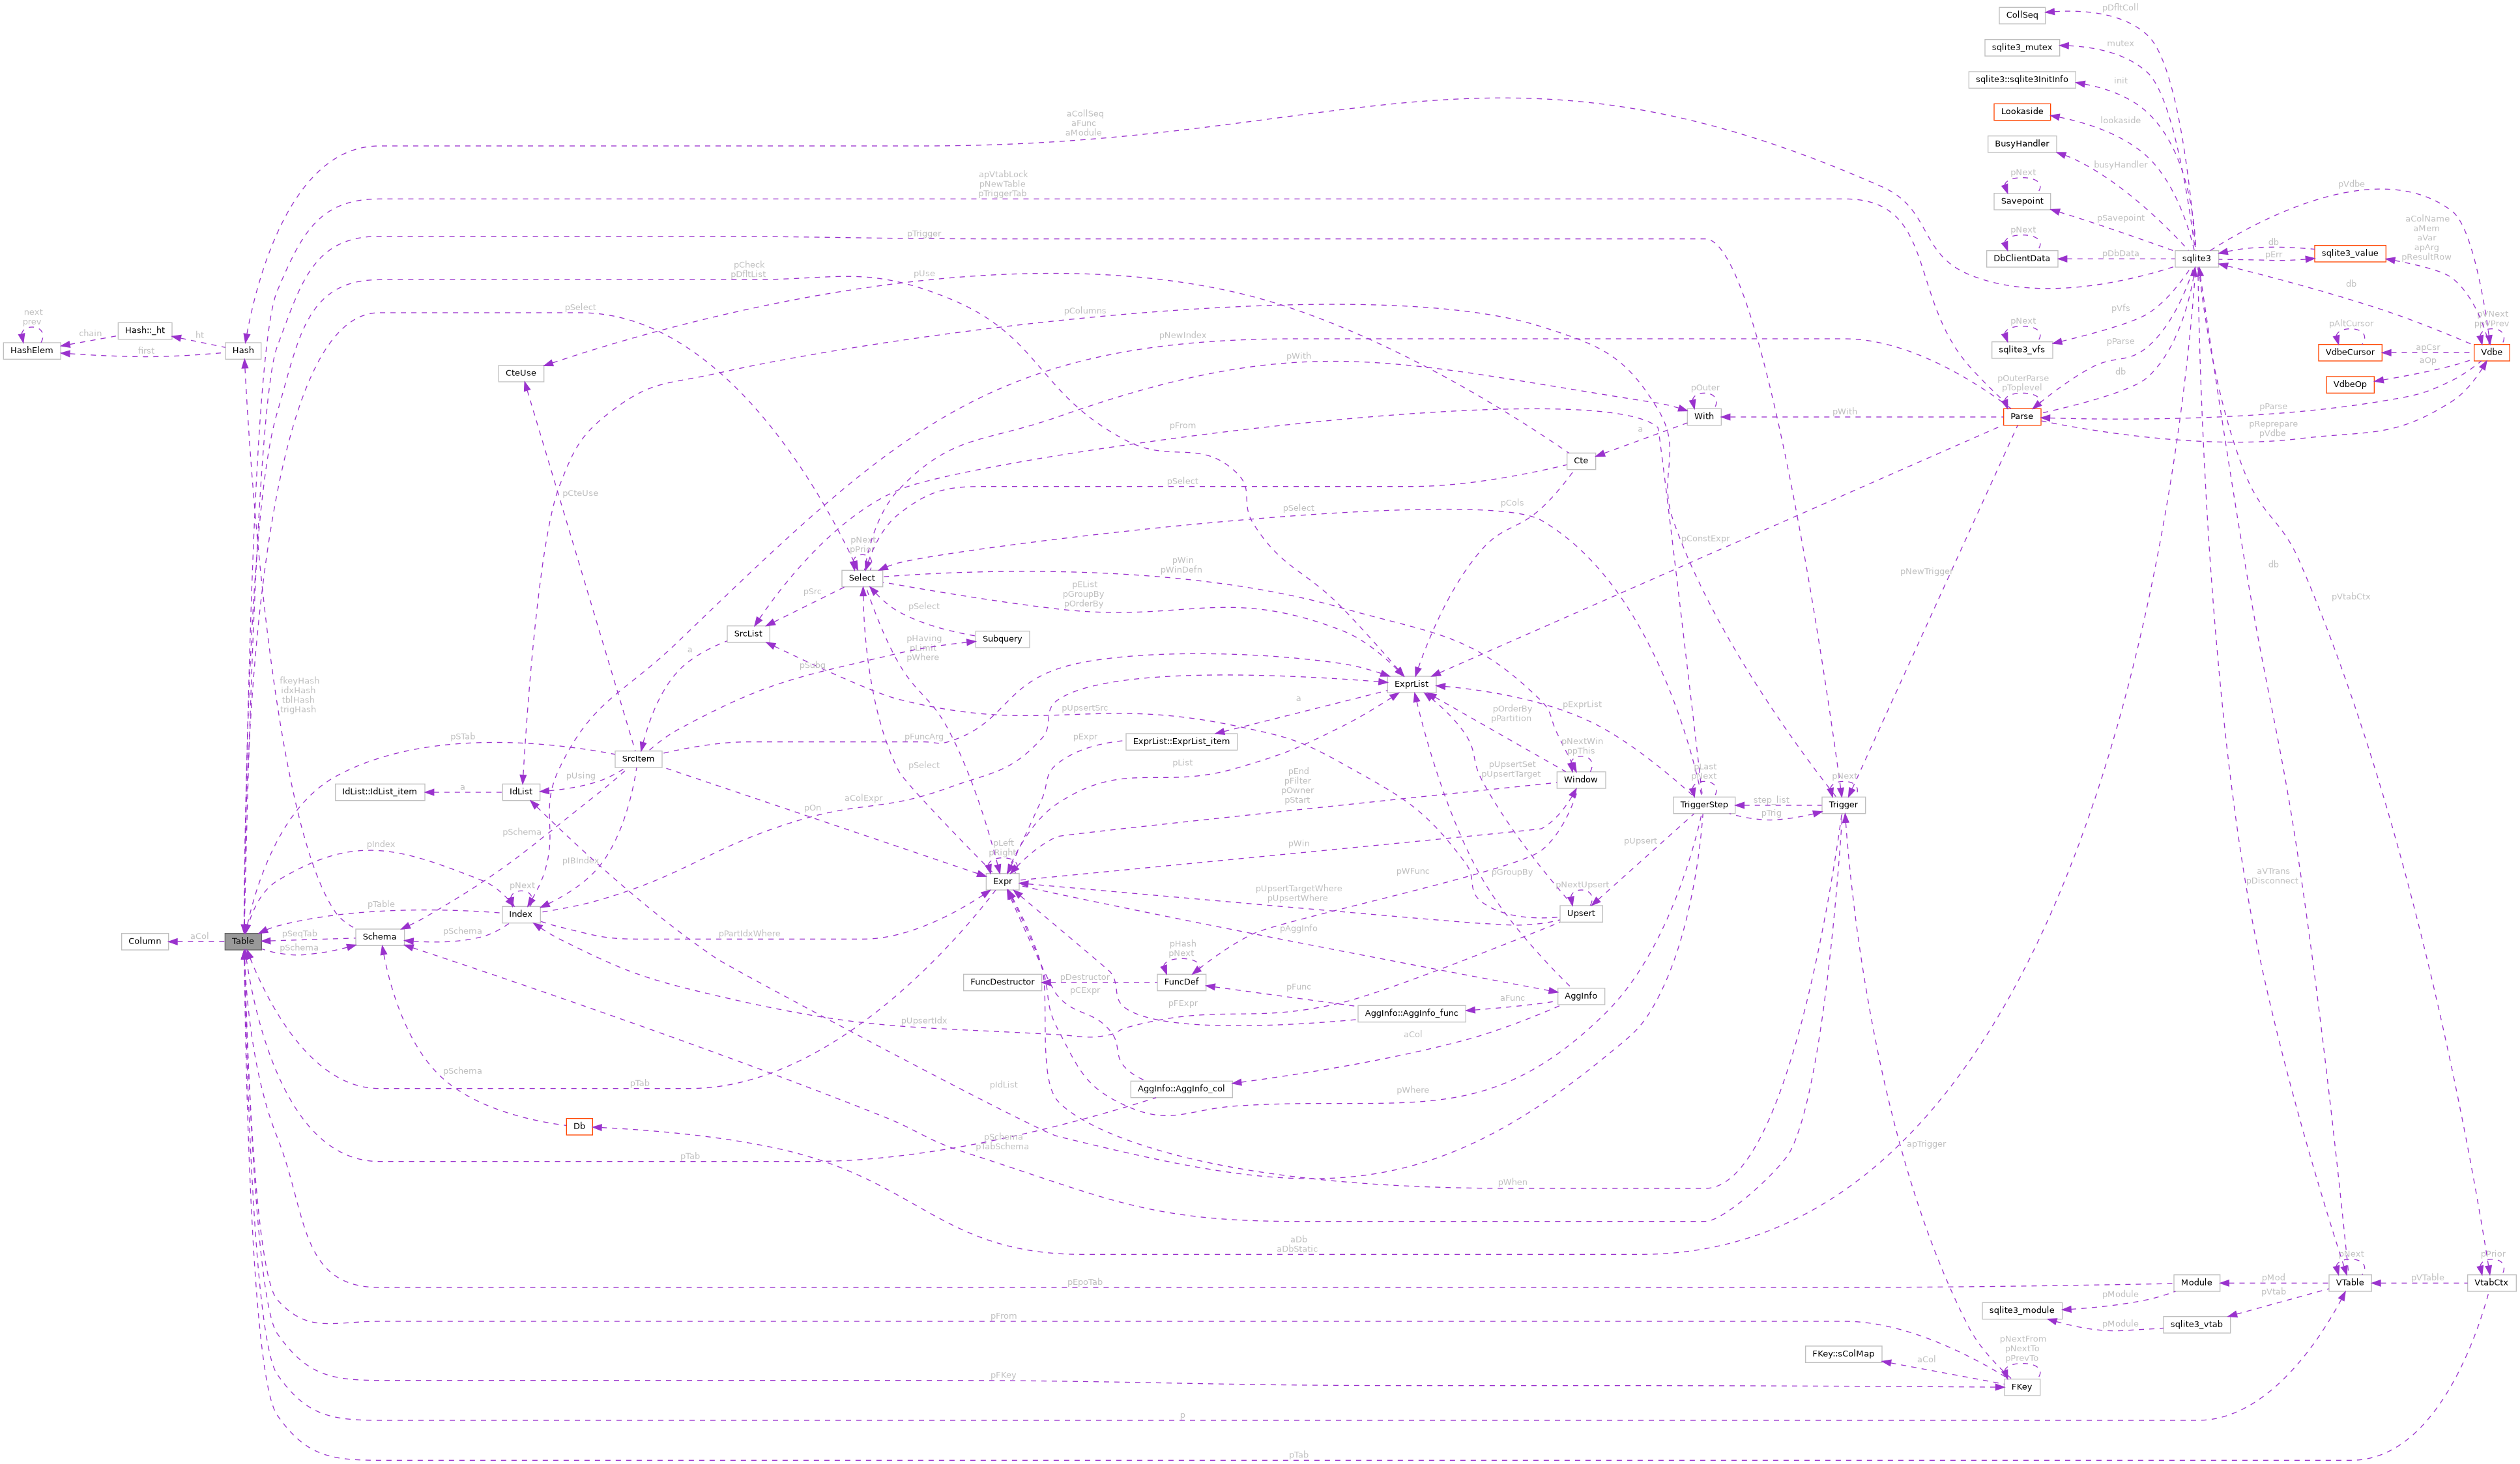 pDfltColl
CollSeq
mutex
sqlite3_mutex
sqlite3::sqlite3InitInfo
init
aCollSeq
aFunc
aModule
Lookaside
lookaside
BusyHandler
busyHandler
pNext
Savepoint
pSavepoint
apVtabLock
pNewTable
pTriggerTab
pVdbe
aColName
aMem
aVar
apArg
pResultRow
pTrigger
pNext
DbClientData
pDbData
sqlite3
db
pErr
sqlite3_value
pCheck
pDfltList
pUse
db
pSelect
pColumns
pVfs
next
prev
chain
Hash::_ht
ht
pNext
pVNext
ppVPrev
pAltCursor
HashElem
first
Hash
pNewIndex
pWith
sqlite3_vfs
pParse
VdbeCursor
apCsr
Vdbe
CteUse
db
aOp
VdbeOp
pOuter
pOuterParse
pToplevel
With
pWith
Parse
pParse
pFrom
a
pReprepare
pVdbe
Cte
pSelect
pCteUse
pSelect
pCols
pConstExpr
pNext
pPrior
Select
pWin
pWinDefn
pNewTrigger
db
pEList
pGroupBy
pOrderBy
pSrc
pSelect
pVtabCtx
SrcList
Subquery
a
pHaving
pLimit
pWhere
pSubq
fkeyHash
idxHash
tblHash
trigHash
ExprList
pUpsertSrc
a
pOrderBy
pPartition
pExprList
pSTab
pFuncArg
pExpr
ExprList::ExprList_item
SrcItem
pNextWin
ppThis
pUsing
pSelect
pList
pEnd
pFilter
pOwner
pStart
pUpsertSet
pUpsertTarget
Window
pLast
pNext
pNext
IdList::IdList_item
a
IdList
aColExpr
pOn
TriggerStep
step_list
pTrig
Trigger
pSchema
pIndex
pIBIndex
pLeft
pRight
pWin
pUpsert
pWFunc
pGroupBy
Expr
pNext
pNextUpsert
pTable
Index
pUpsertTargetWhere
pUpsertWhere
Upsert
Column
aCol
Table
pSeqTab
pSchema
Schema
pSchema
pPartIdxWhere
pAggInfo
pHash
pNext
FuncDestructor
pDestructor
FuncDef
pCExpr
pFunc
AggInfo
aFunc
pFExpr
AggInfo::AggInfo_func
pUpsertIdx
aCol
pSchema
pTab
pIdList
AggInfo::AggInfo_col
pWhere
Db
pSchema
pTabSchema
pTab
pWhen
apTrigger
aVTrans
pDisconnect
aDb
aDbStatic
pNext
pPrior
pEpoTab
Module
pMod
VTable
pVTable
VtabCtx
pModule
pVtab
sqlite3_module
pFrom
pModule
sqlite3_vtab
pNextFrom
pNextTo
pPrevTo
FKey::sColMap
aCol
pFKey
FKey
p
pTab